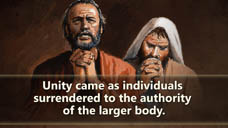 Unity came as individuals
surrendered to the authority
of the larger body.